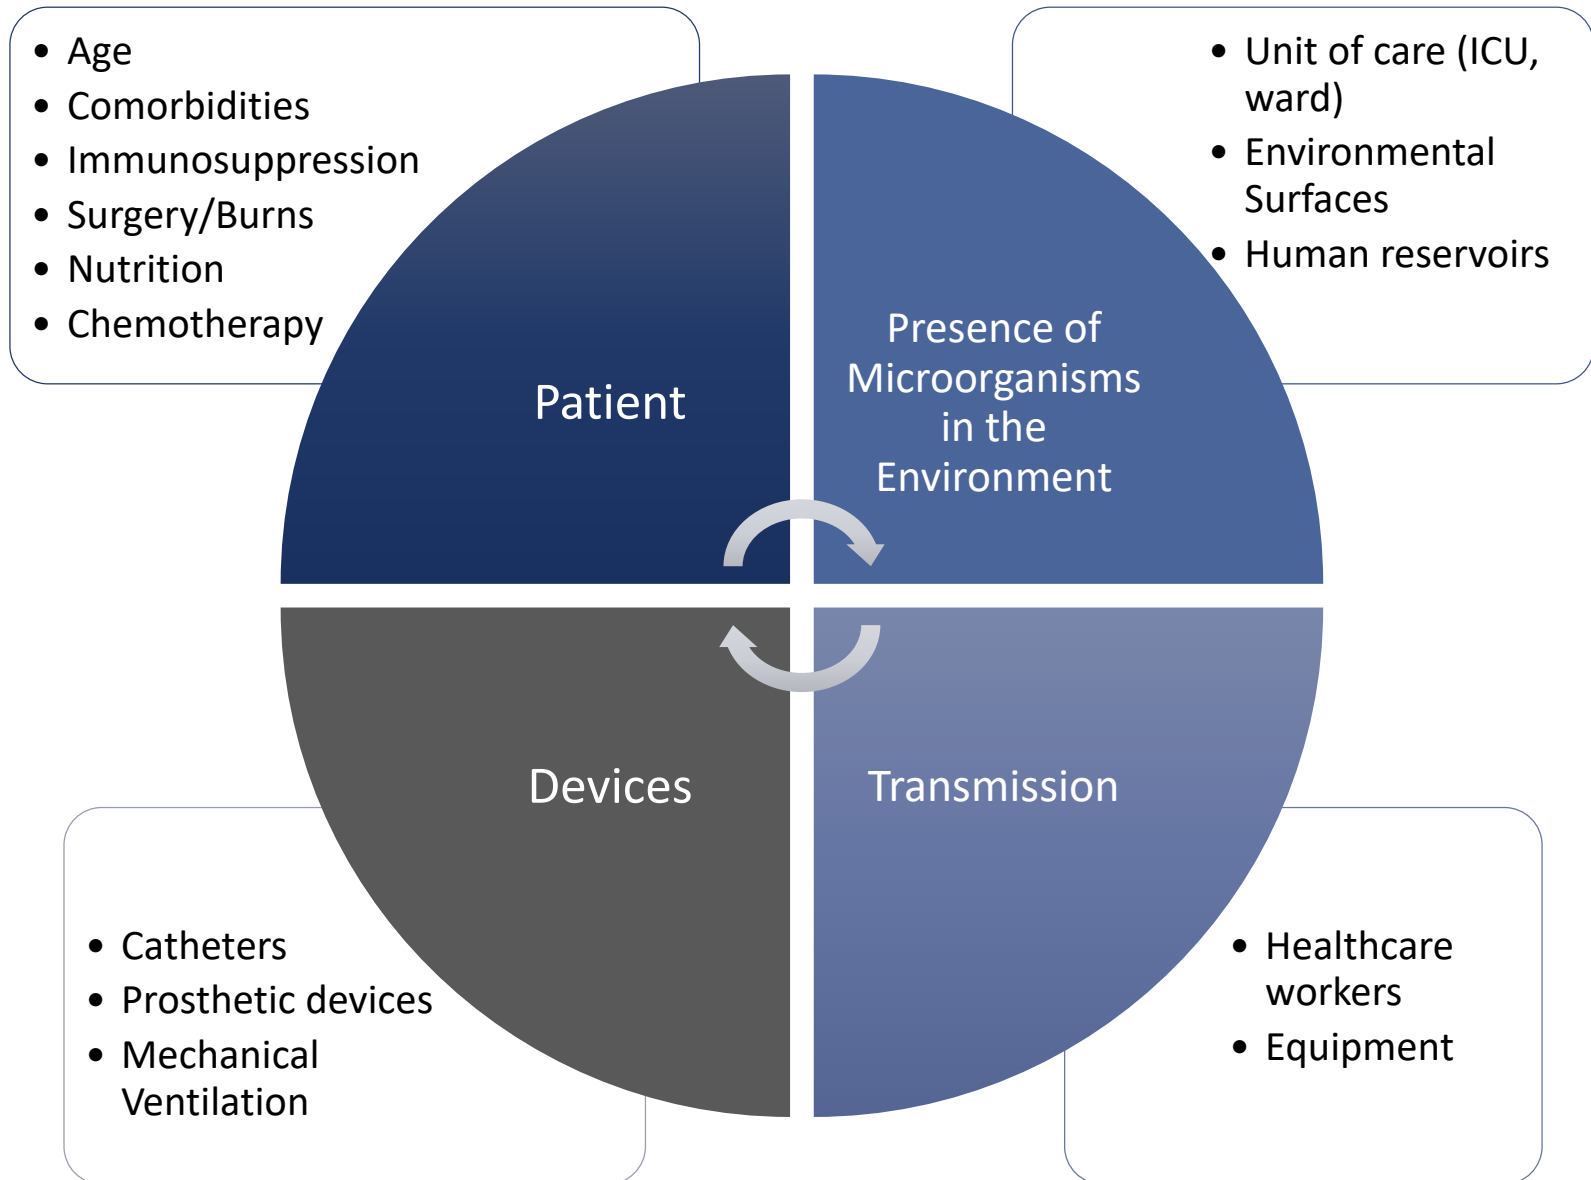 • Age
• Comorbidities
• Immunosuppression
• Surgery/Burns
• Nutrition
• Chemotherapy
• Unit of care (ICU,
ward)
• Environmental
Surfaces
• Human reservoirs
Patient
Presence of
Microorganisms
in the
Environment
Devices
Transmission
• Catheters
• Prosthetic devices
• Mechanical
Ventilation
• Healthcare
workers
• Equipment